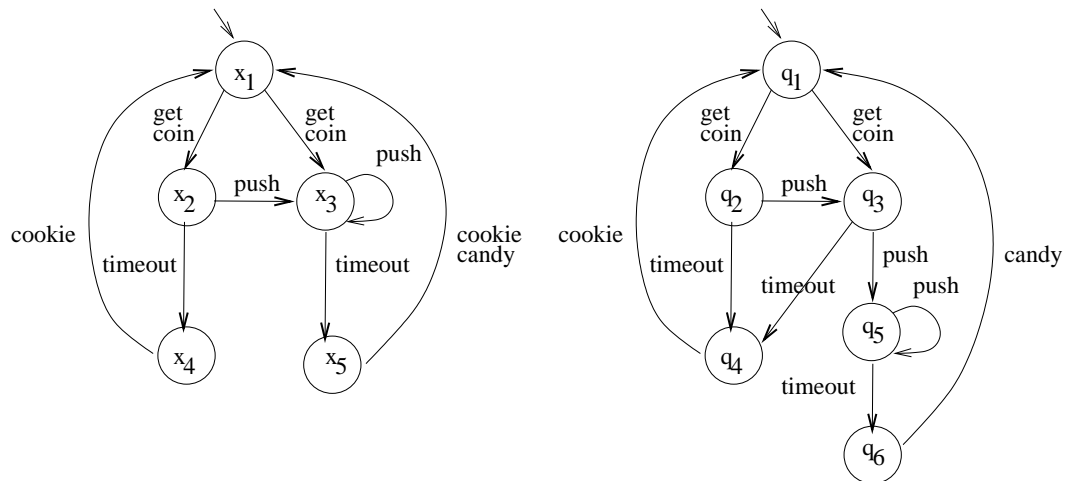 x1
get
coin
get
coin
push
x2
push
x3
cookie
timeout
timeout
cookie
candy
x4
x5
q1
get
coin
get
coin
q2
push
q3
cookie
timeout
timeout
push
push
candy
q4
q5
timeout
q6